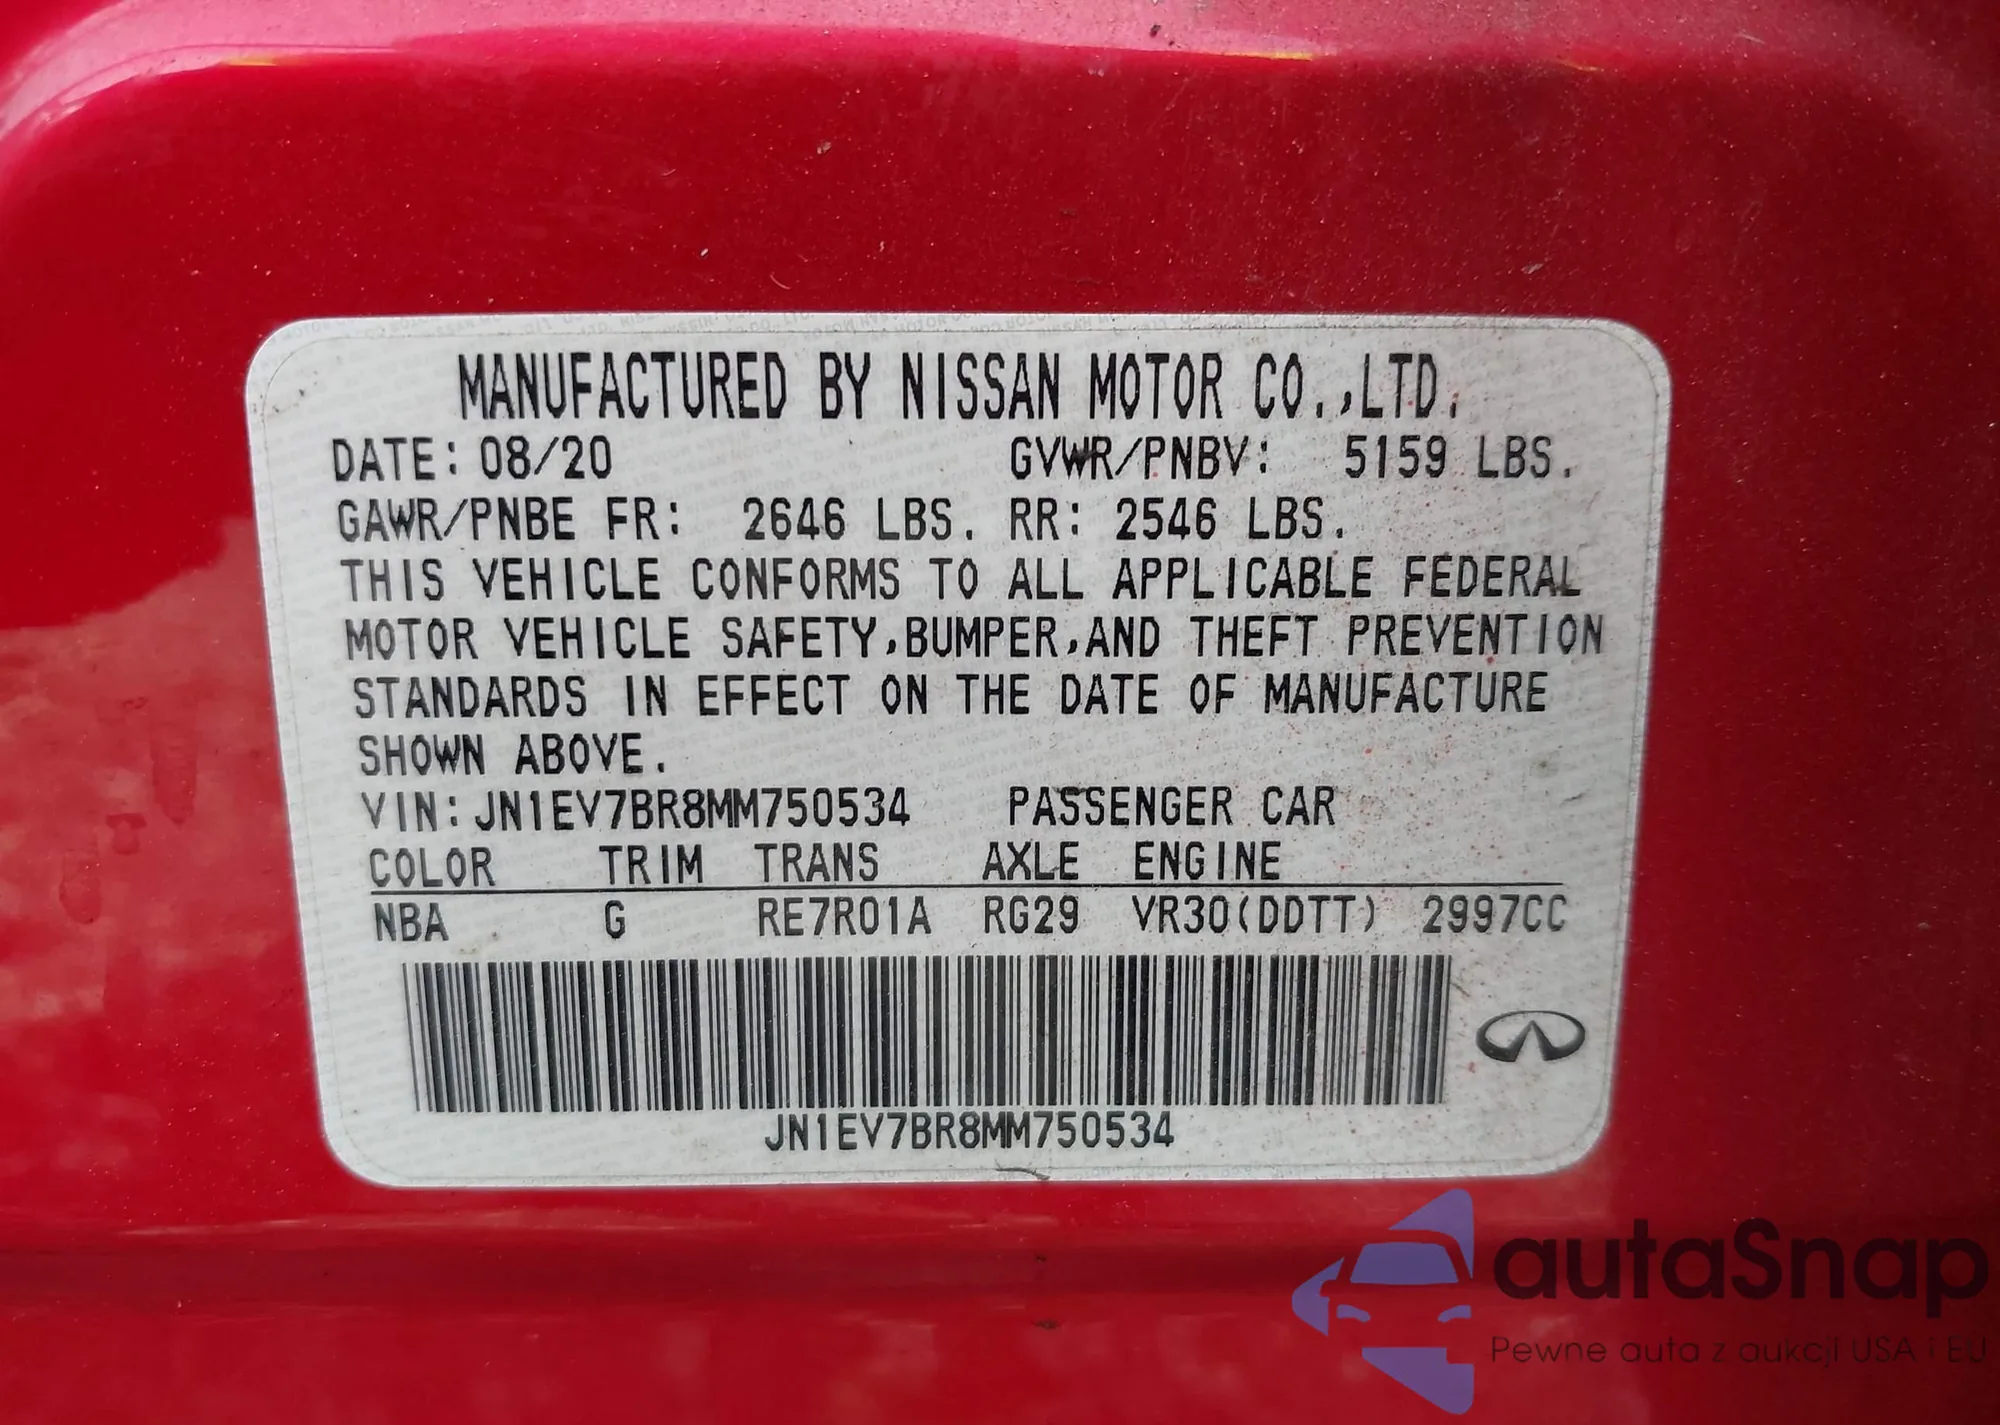 MANUFACTURED BY NISSAN MOTOR CO.,LTD.
DATE: 08/20 GVWR/PNBV: 5159 LBS.
GAWR/PNBE FR: 2646 LBS. RR: 2546 LBS.
THIS VEHICLE CONFORMS TO ALL APPLICABLE FEDERAL
MOTOR VEHICLE SAFETY,BUMPER,AND THEFT PREVENTION
STANDARDS IN EFFECT ON THE DATE OF MANUFACTURE
SHOWN ABOVE.
VIN: JN1EV7BR8MM750534 PASSENGER CAR
COLOR TRIM TRANS AXLE ENGINE
NBA G RE7R01A RG29 VR30(DDTT) 2997CC
JN1EV7BR8MM750534
autaSnap
Pewne auta z aukcji USA i EU